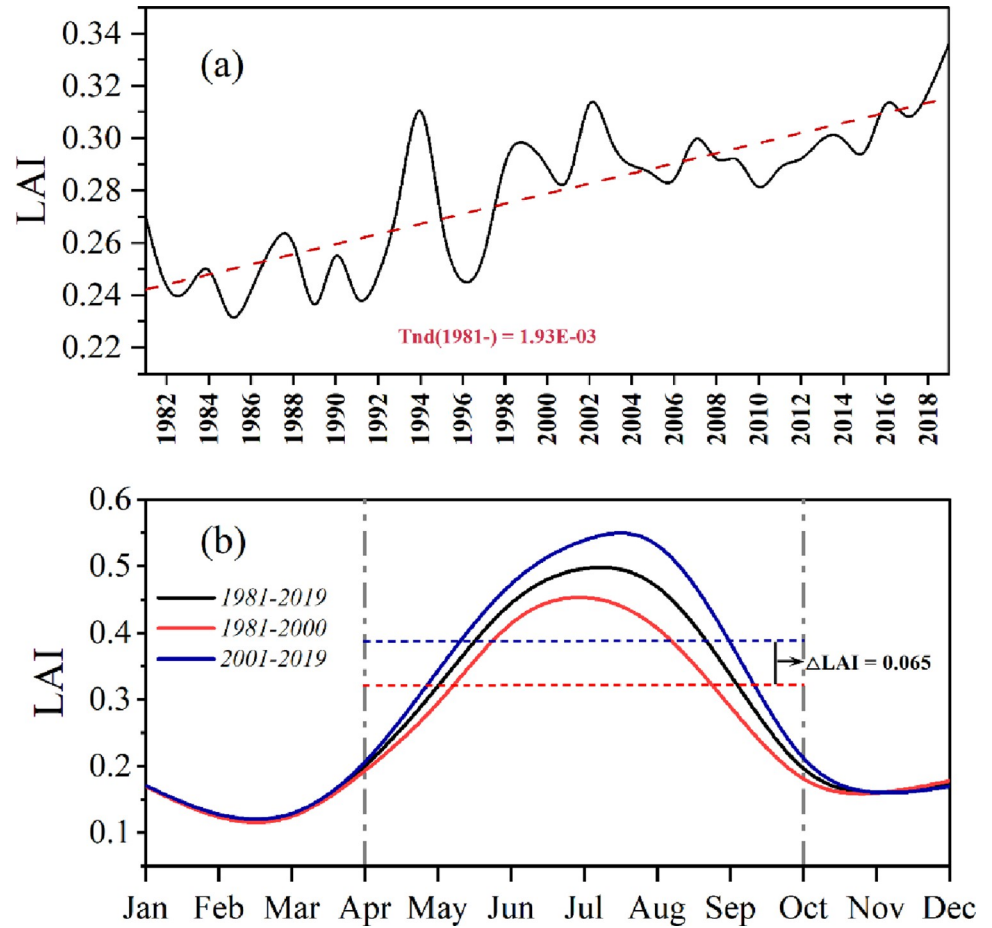 (a)
LAI
0.34
0.32
0.30
0.28
0.26
0.24
0.22
Tnd(1981-) = 1.93E-03
1982 1984 1986 1988 1990 1992 1994 1996 1998 2000 2002 2004 2006 2008 2010 2012 2014 2016 2018
(b)
LAI
0.6
0.5
0.4
0.3
0.2
0.1
1981-2019
1981-2000
2001-2019
△LAI = 0.065
Jan Feb Mar Apr May Jun Jul Aug Sep Oct Nov Dec